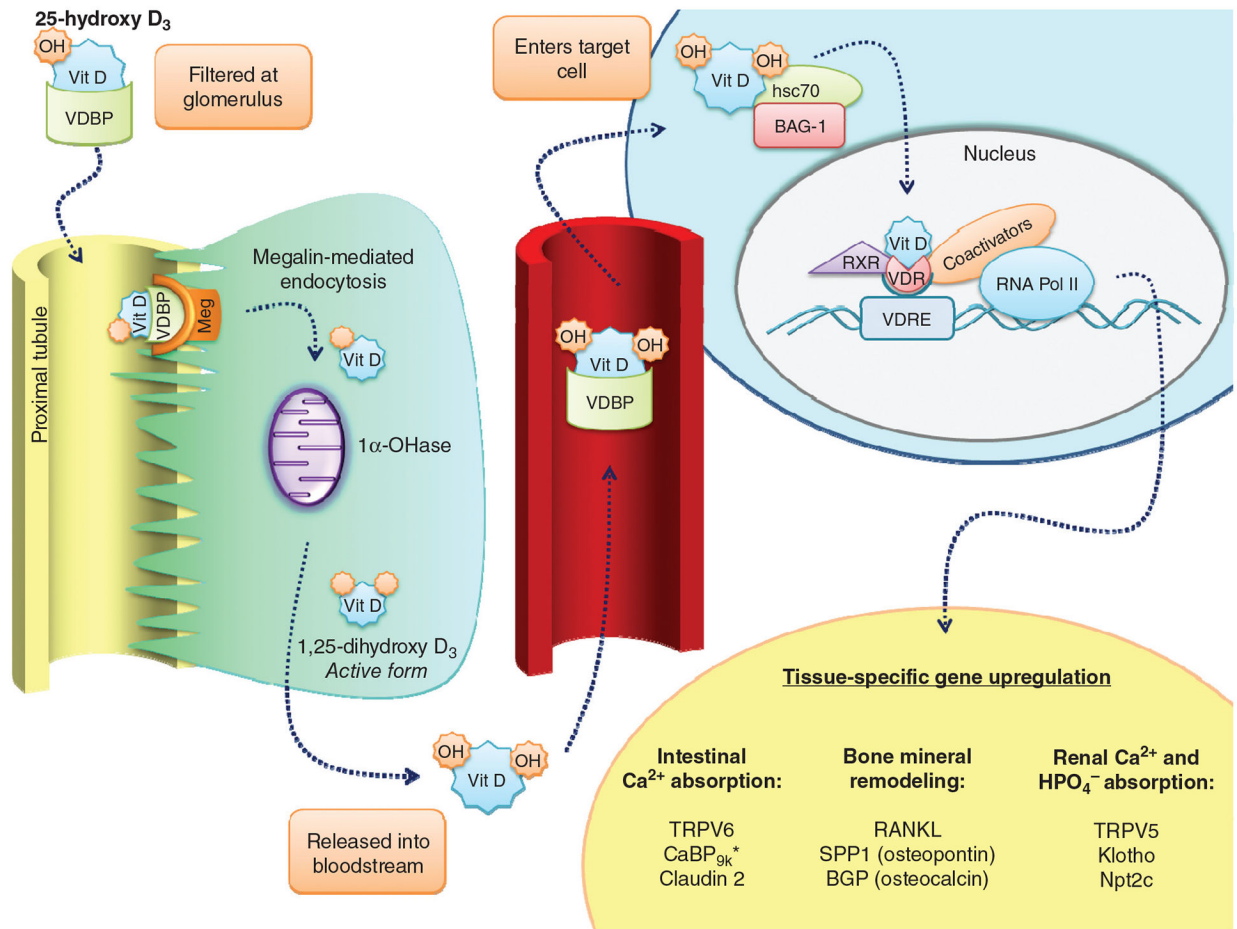 25-hydroxy D₃
OH
Vit D
VDBP
Filtered at
glomerulus
Proximal tubule
Vit D
VDBP
Meg
Megalin-mediated
endocytosis
Vit D
1α-OHase
Vit D
1,25-dihydroxy D₃
Active form
OH
OH
Vit D
Released into
bloodstream
OH
OH
Vit D
VDBP
Enters target
cell
OH
OH
Vit D
hsc70
BAG-1
Nucleus
Vit D
RXR
VDR
Coactivators
RNA Pol II
VDRE
Tissue-specific gene upregulation
Intestinal
Ca²⁺ absorption:
TRPV6
CaBP₉ₖ*
Claudin 2
Bone mineral
remodeling:
RANKL
SPP1 (osteopontin)
BGP (osteocalcin)
Renal Ca²⁺ and
HPO₄⁻ absorption:
TRPV5
Klotho
Npt2c